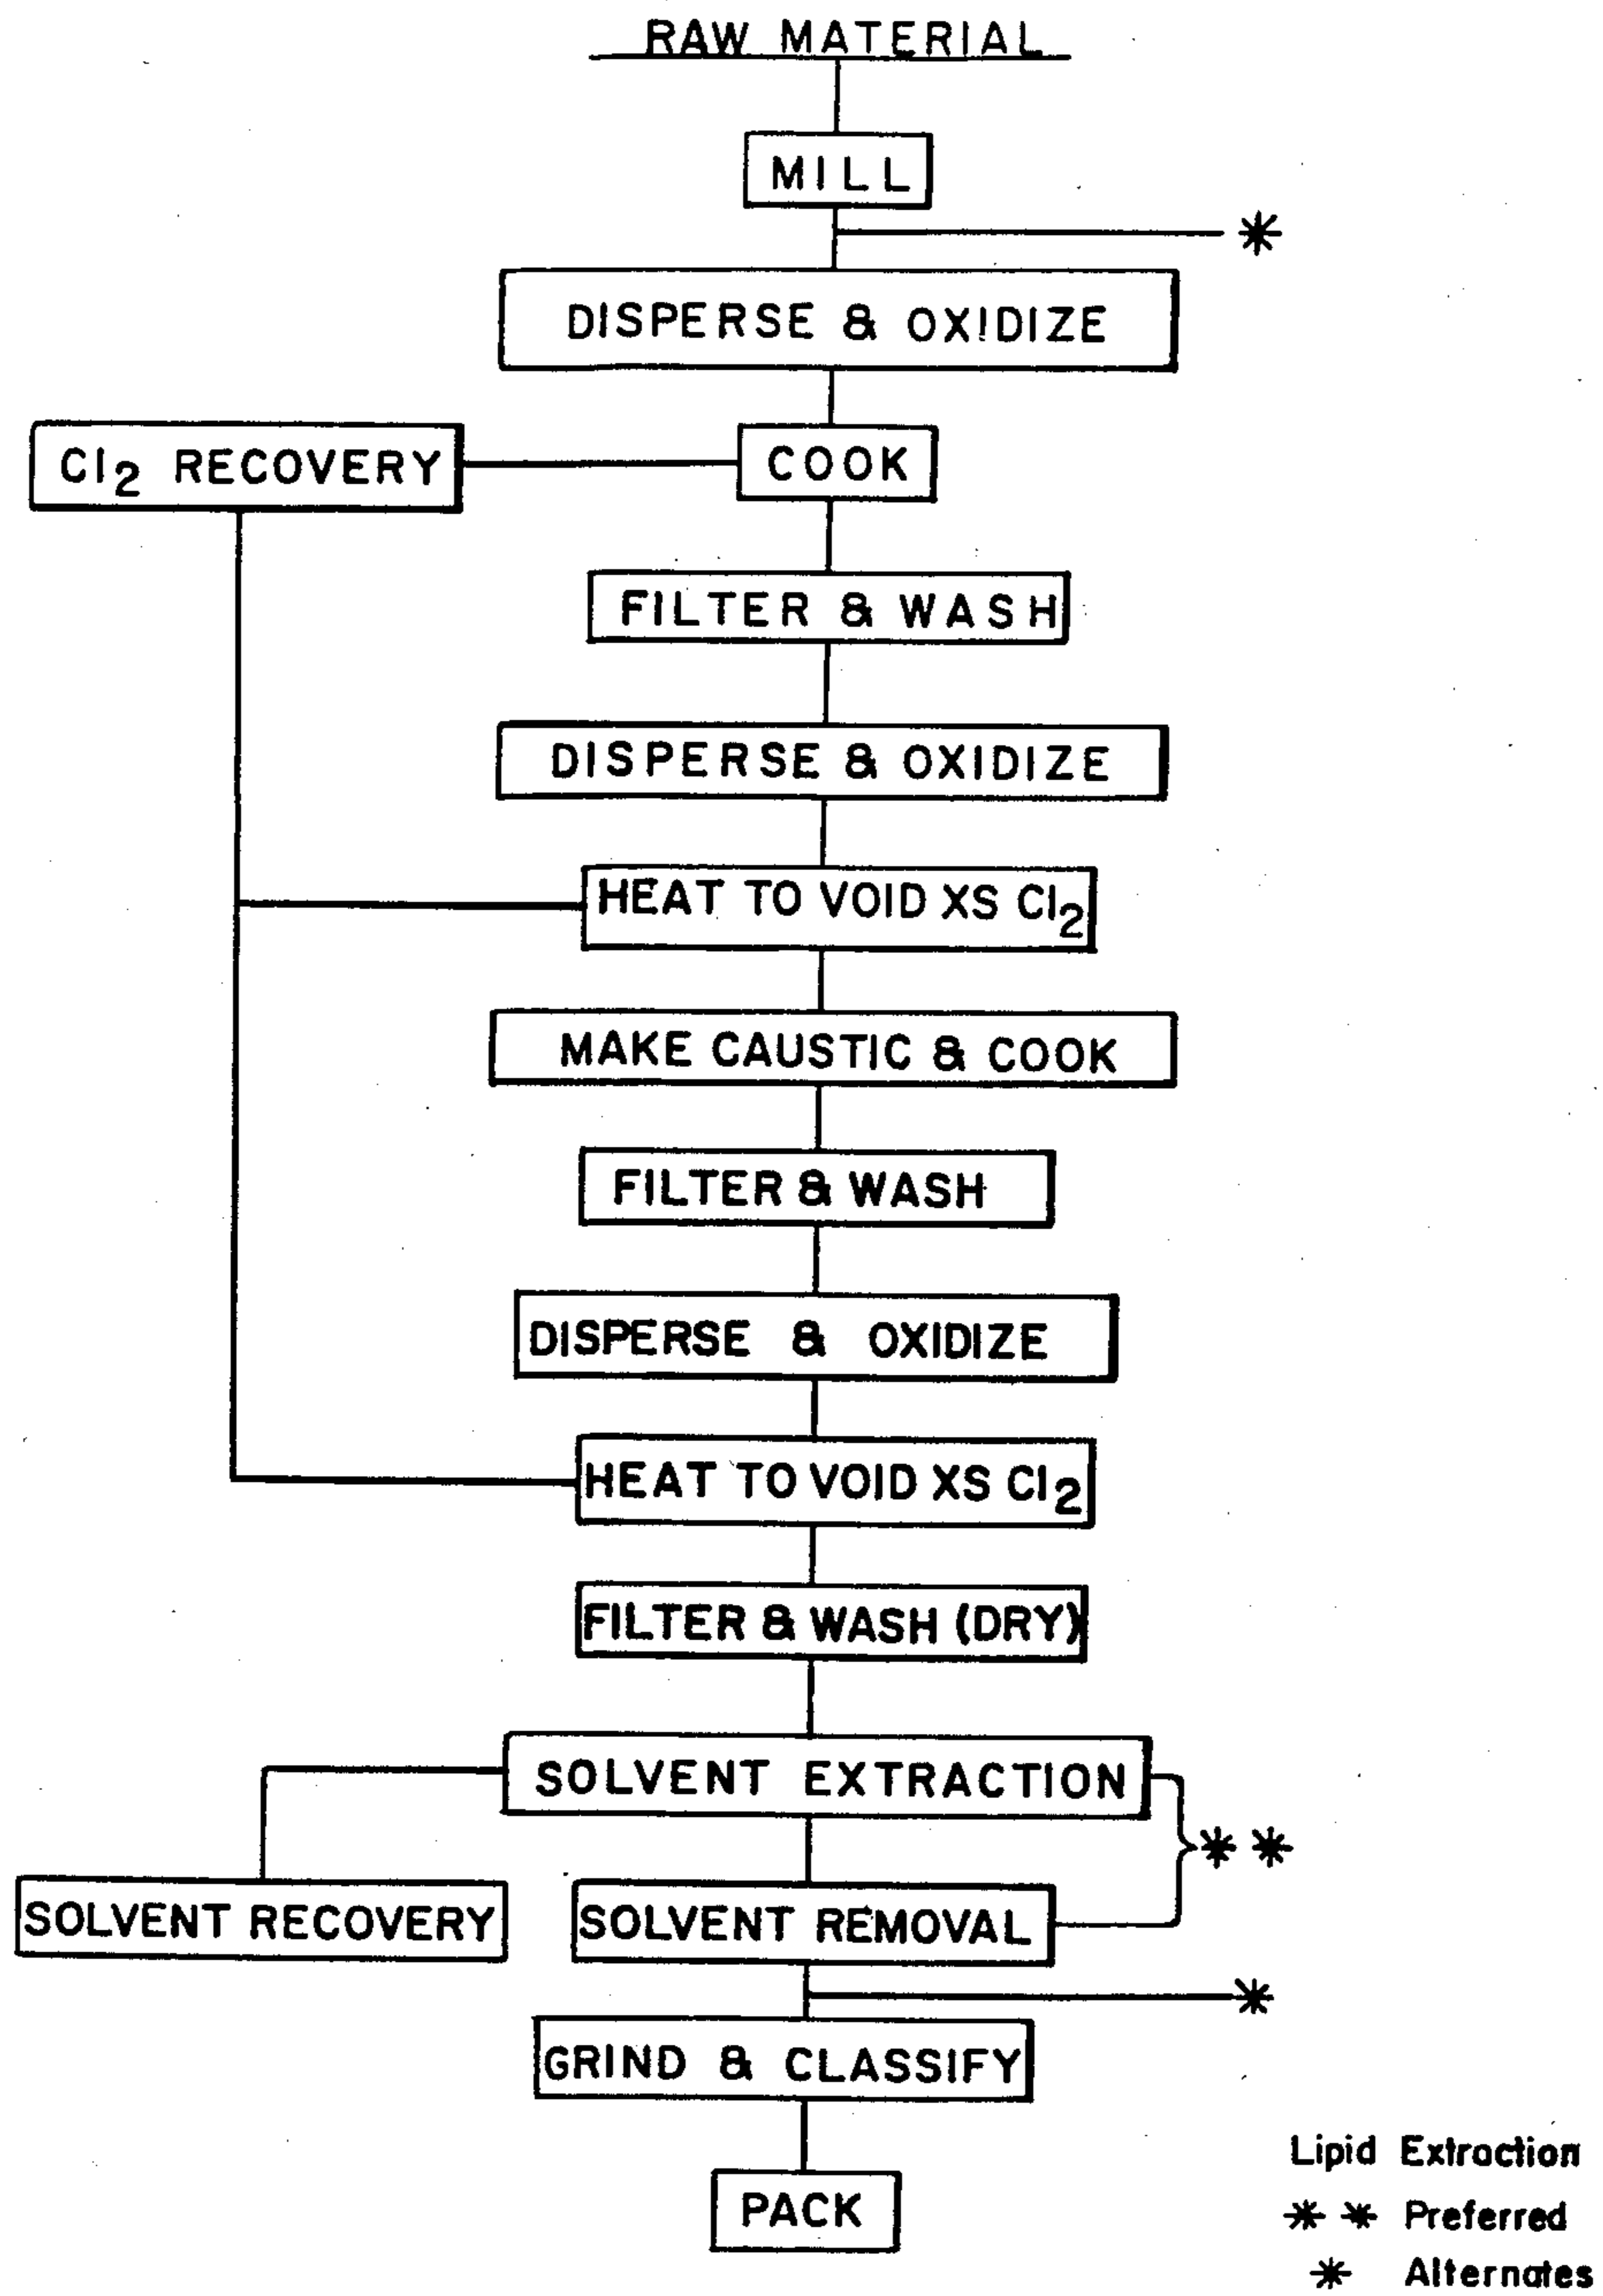 RAW MATERIAL
MILL
*
DISPERSE & OXIDIZE
Cl2 RECOVERY
COOK
FILTER & WASH
DISPERSE & OXIDIZE
HEAT TO VOID XS Cl2
MAKE CAUSTIC & COOK
FILTER & WASH
DISPERSE & OXIDIZE
HEAT TO VOID XS Cl2
FILTER & WASH (DRY)
SOLVENT EXTRACTION
* *
SOLVENT RECOVERY
SOLVENT REMOVAL
*
GRIND & CLASSIFY
PACK
Lipid Extraction
* * Preferred
* Alternates